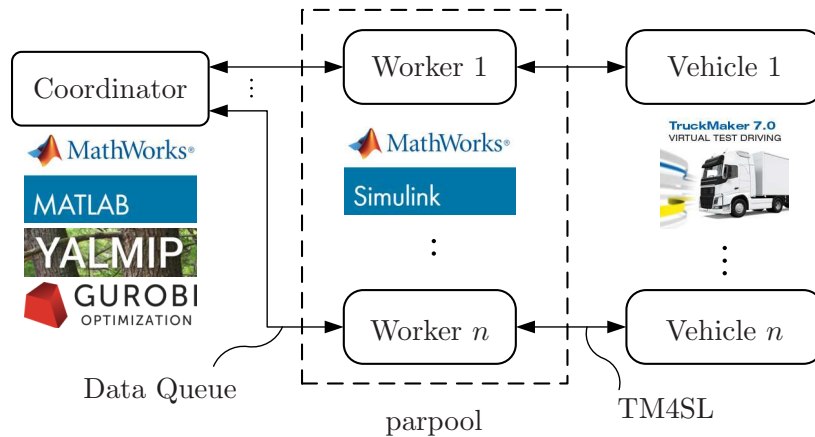 Coordinator
MathWorks®
MATLAB
YALMIP
GUROBI
OPTIMIZATION
Data Queue
Worker 1
MathWorks®
Simulink
Worker n
parpool
Vehicle 1
TruckMaker 7.0
VIRTUAL TEST DRIVING
Vehicle n
TM4SL